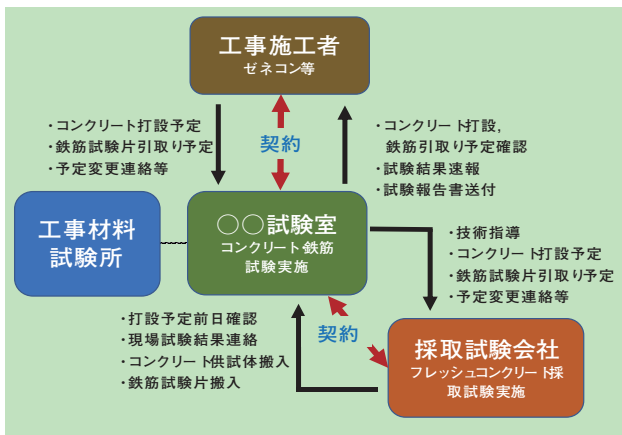 工事施工者
ゼネコン等
・コンクリート打設予定
・鉄筋試験片引取り予定
・予定変更連絡等
契約
・コンクリート打設,
鉄筋引取り予定確認
・試験結果速報
・試験報告書送付
工事材料
試験所
○○試験室
コンクリート・鉄筋
試験実施
・技術指導
・コンクリート打設予定
・鉄筋試験片引取り予定
・予定変更連絡等
・打設予定前日確認
・現場試験結果連絡
・コンクリート供試体搬入
・鉄筋試験片搬入
契約
採取試験会社
フレッシュコンクリート採
取試験実施